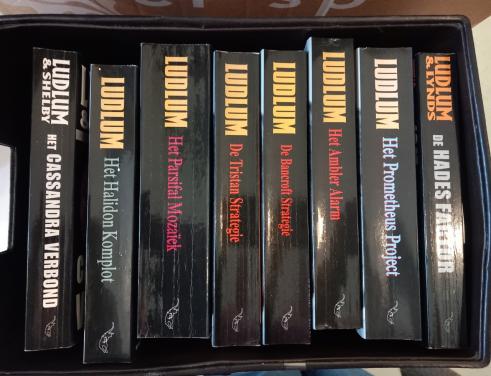 LUDLUM
& SHELBY
HET CASSANDRA VERBOND
LUDLUM
Het Halidon Komplot
LUDLUM
Het Parsifal Mozaïek
LUDLUM
De Tristan Strategie
LUDLUM
De Bancroft Strategie
LUDLUM
Het Ambler Alarm
LUDLUM
Het Prometheus Project
LUDLUM
& LYNDS
DE HADES FACTOR